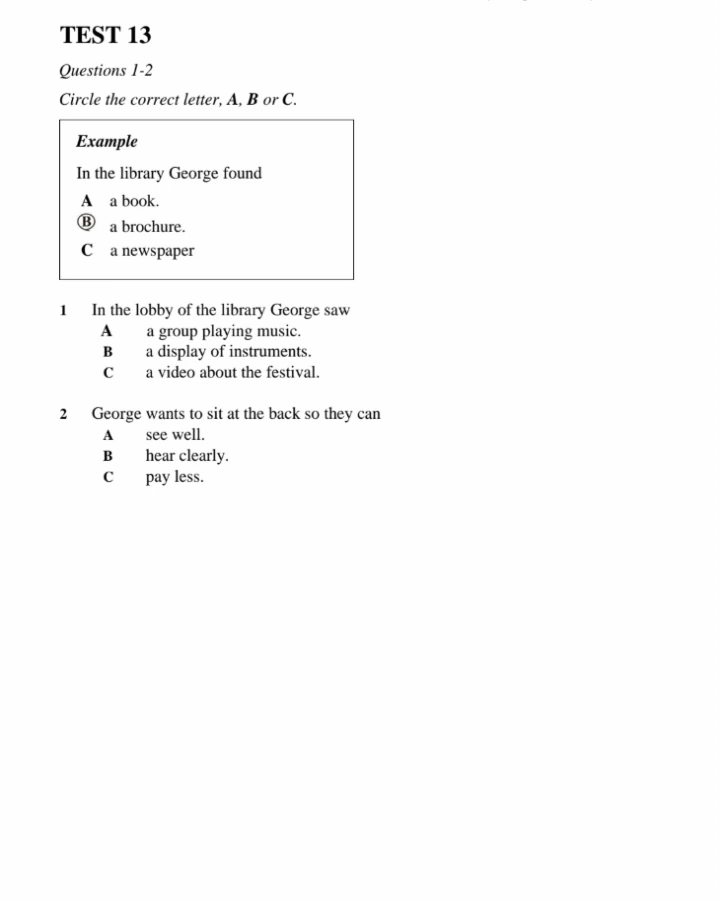 TEST 13
Questions 1-2
Circle the correct letter, A, B or C.
Example
In the library George found
A a book.
B a brochure.
C a newspaper
1 In the lobby of the library George saw
A a group playing music.
B a display of instruments.
C a video about the festival.
2 George wants to sit at the back so they can
A see well.
B hear clearly.
C pay less.